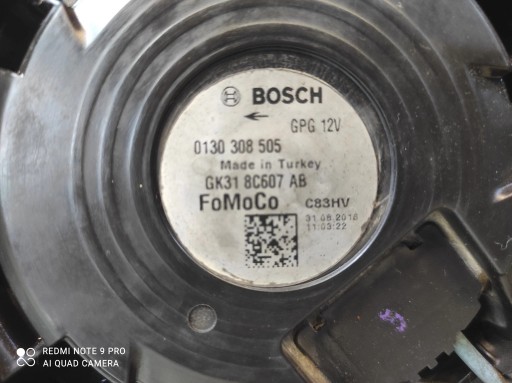 BOSCH
GPG 12V
0130 308 505
Made in Turkey
GK31 8C607 AB
FoMoCo C83HV
31.08.2018
11:03:22
REDMI NOTE 9 PRO
AI QUAD CAMERA